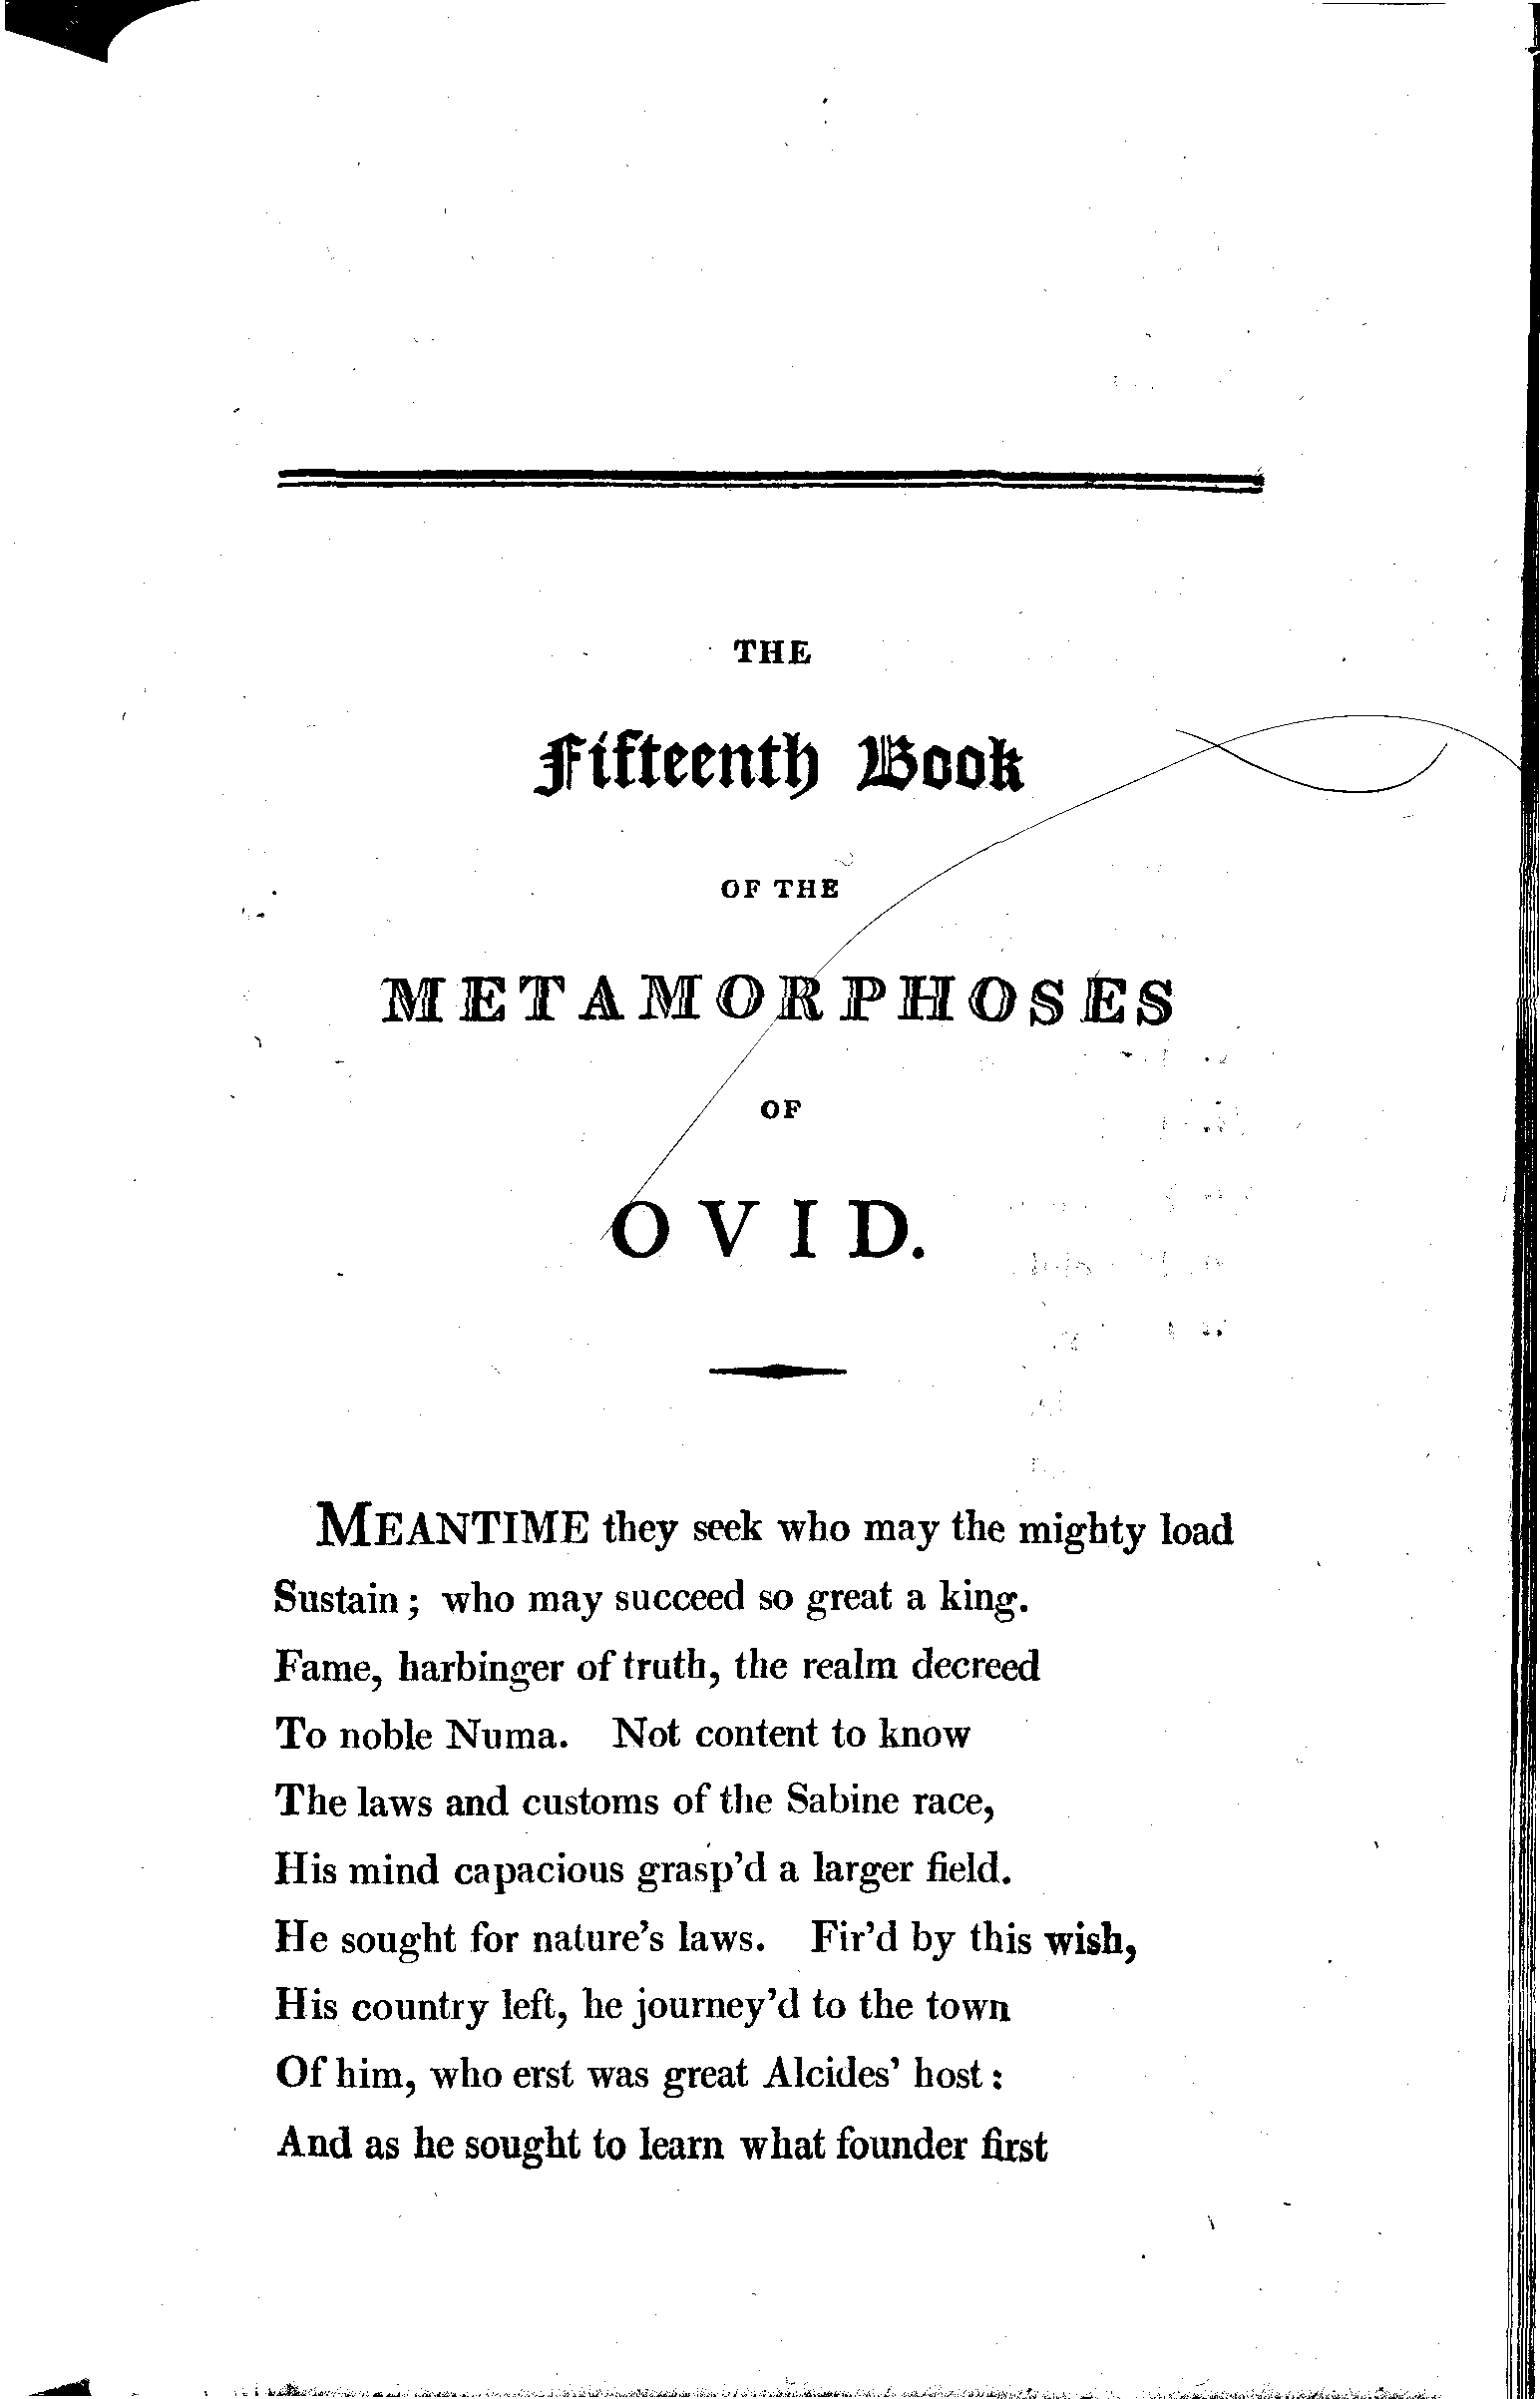 THE
Fifteenth Book
OF THE
METAMORPHOSES
OF
OVID.
MEANTIME they seek who may the mighty load
Sustain; who may succeed so great a king.
Fame, harbinger of truth, the realm decreed
To noble Numa. Not content to know
The laws and customs of the Sabine race,
His mind capacious grasp'd a larger field.
He sought for nature's laws. Fir'd by this wish,
His country left, he journey'd to the town
Of him, who erst was great Alcides' host:
And as he sought to learn what founder first